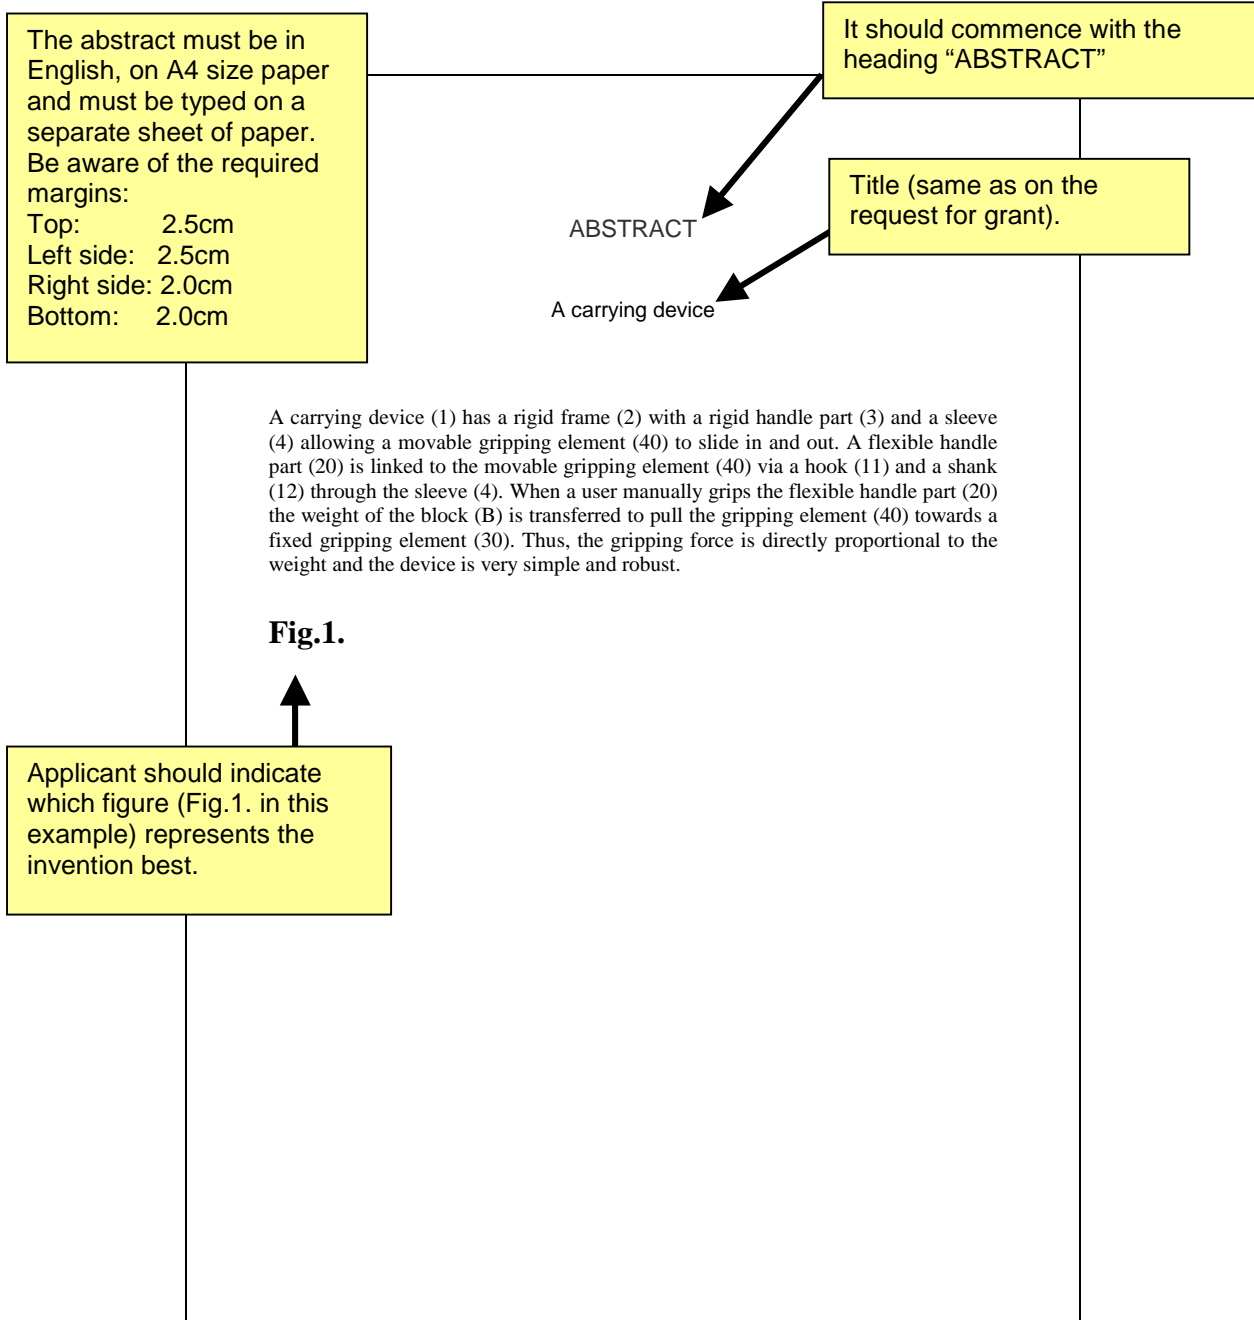 The abstract must be in
English, on A4 size paper
and must be typed on a
separate sheet of paper.
Be aware of the required
margins:
Top: 2.5cm
Left side: 2.5cm
Right side: 2.0cm
Bottom: 2.0cm
It should commence with the
heading “ABSTRACT”
Title (same as on the
request for grant).
ABSTRACT
A carrying device
A carrying device (1) has a rigid frame (2) with a rigid handle part (3) and a sleeve
(4) allowing a movable gripping element (40) to slide in and out. A flexible handle
part (20) is linked to the movable gripping element (40) via a hook (11) and a shank
(12) through the sleeve (4). When a user manually grips the flexible handle part (20)
the weight of the block (B) is transferred to pull the gripping element (40) towards a
fixed gripping element (30). Thus, the gripping force is directly proportional to the
weight and the device is very simple and robust.
Fig.1.
Applicant should indicate
which figure (Fig.1. in this
example) represents the
invention best.